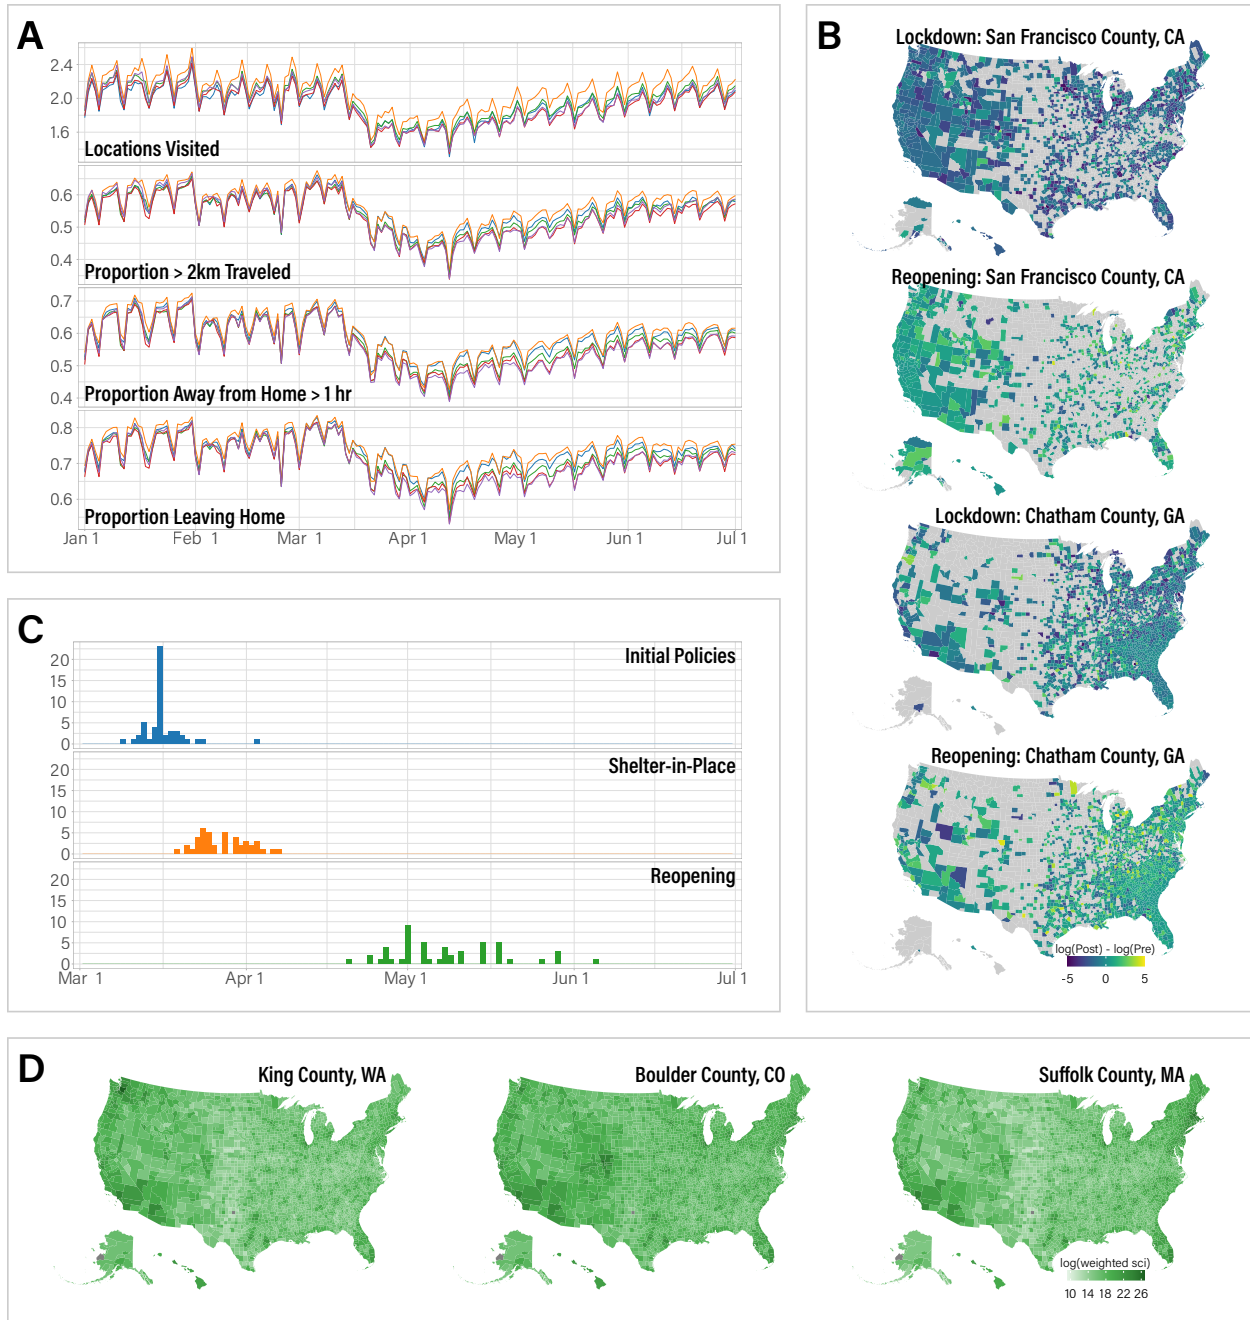 A
2.4
2.0
1.6
Locations Visited
0.6
0.5
0.4
Proportion > 2km Traveled
0.7
0.6
0.5
0.4
Proportion Away from Home > 1 hr
0.8
0.7
0.6
Proportion Leaving Home
Jan 1 Feb 1 Mar 1 Apr 1 May 1 Jun 1 Jul 1
B
Lockdown: San Francisco County, CA
Reopening: San Francisco County, CA
Lockdown: Chatham County, GA
Reopening: Chatham County, GA
log(Post) - log(Pre)
-5 0 5
C
20
15
10
5
0
Initial Policies
20
15
10
5
0
Shelter-in-Place
20
15
10
5
0
Reopening
Mar 1 Apr 1 May 1 Jun 1 Jul 1
D
King County, WA
Boulder County, CO
Suffolk County, MA
log(weighted sci)
10 14 18 22 26